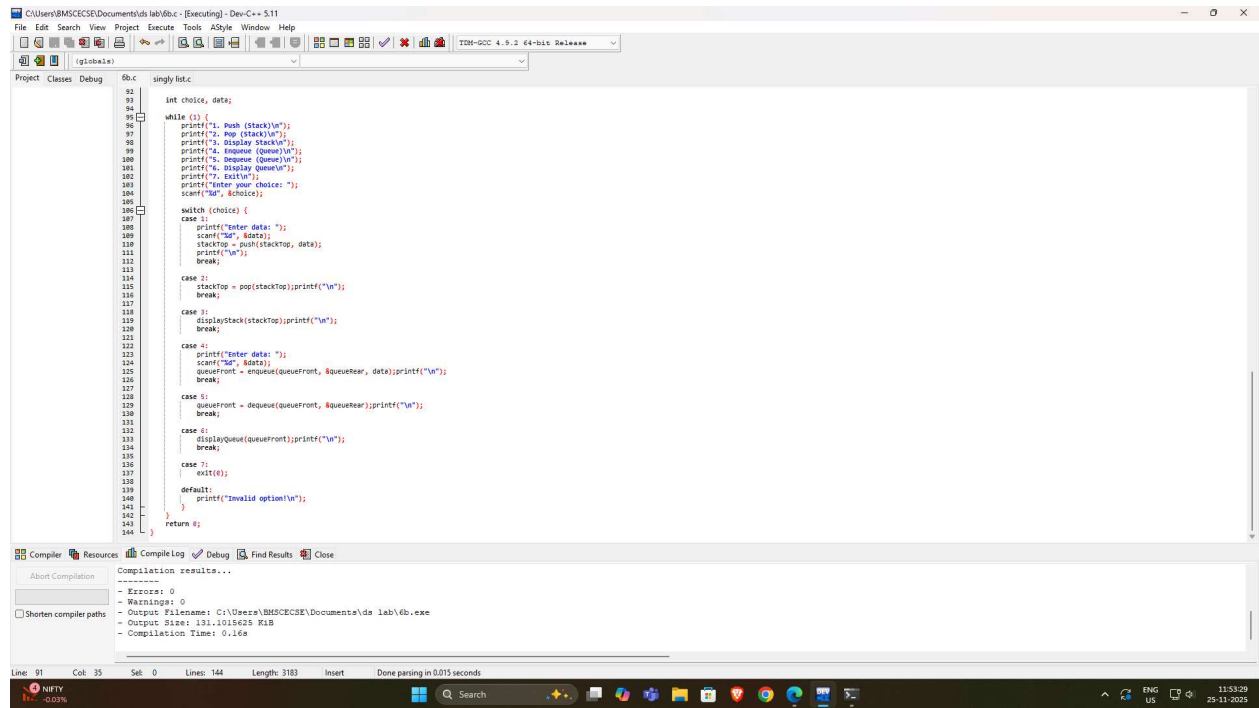 C:\Users\BMSCECSE\Documents\ds lab\6b.c - [Executing] - Dev-C++ 5.11
File Edit Search View Project Execute Tools AStyle Window Help
TDM-GCC 4.9.2 64-bit Release
(globals)
Project Classes Debug 6b.c singly list.c
92
93 int choice, data;
94
95 while (1) {
96 printf("1. Push (Stack)\n");
97 printf("2. Pop (Stack)\n");
98 printf("3. Display Stack\n");
99 printf("4. Enqueue (Queue)\n");
100 printf("5. Dequeue (Queue)\n");
101 printf("6. Display Queue\n");
102 printf("7. Exit\n");
103 printf("Enter your choice: ");
104 scanf("%d", &choice);
105
106 switch (choice) {
107 case 1:
108 printf("Enter data: ");
109 scanf("%d", &data);
110 stackTop = push(stackTop, data);
111 printf("\n");
112 break;
113
114 case 2:
115 stackTop = pop(stackTop);printf("\n");
116 break;
117
118 case 3:
119 displayStack(stackTop);printf("\n");
120 break;
121
122 case 4:
123 printf("Enter data: ");
124 scanf("%d", &data);
125 queueFront = enqueue(queueFront, &queueRear, data);printf("\n");
126 break;
127
128 case 5:
129 queueFront = dequeue(queueFront, &queueRear);printf("\n");
130 break;
131
132 case 6:
133 displayQueue(queueFront);printf("\n");
134 break;
135
136 case 7:
137 exit(0);
138
139 default:
140 printf("Invalid option!\n");
141 }
142 }
143 return 0;
144 }
Compiler Resources Compile Log Debug Find Results Close
Abort Compilation
Shorten compiler paths
Compilation results...
--------
- Errors: 0
- Warnings: 0
- Output Filename: C:\Users\BMSCECSE\Documents\ds lab\6b.exe
- Output Size: 131.1015625 KiB
- Compilation Time: 0.16s
Line: 91 Col: 35 Sel: 0 Lines: 144 Length: 3183 Insert Done parsing in 0.015 seconds
4 NIFTY
-0.03%
Search
DEV
ENG
US
11:53:29
25-11-2025